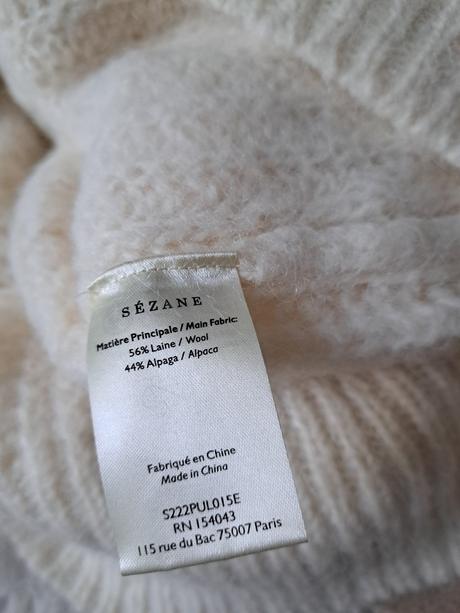 SÉZANE
Matière Principale / Main Fabric:
56% Laine / Wool
44% Alpaga / Alpaca
Fabriqué en Chine
Made in China
S222PUL015E
RN 154043
115 rue du Bac 75007 Paris